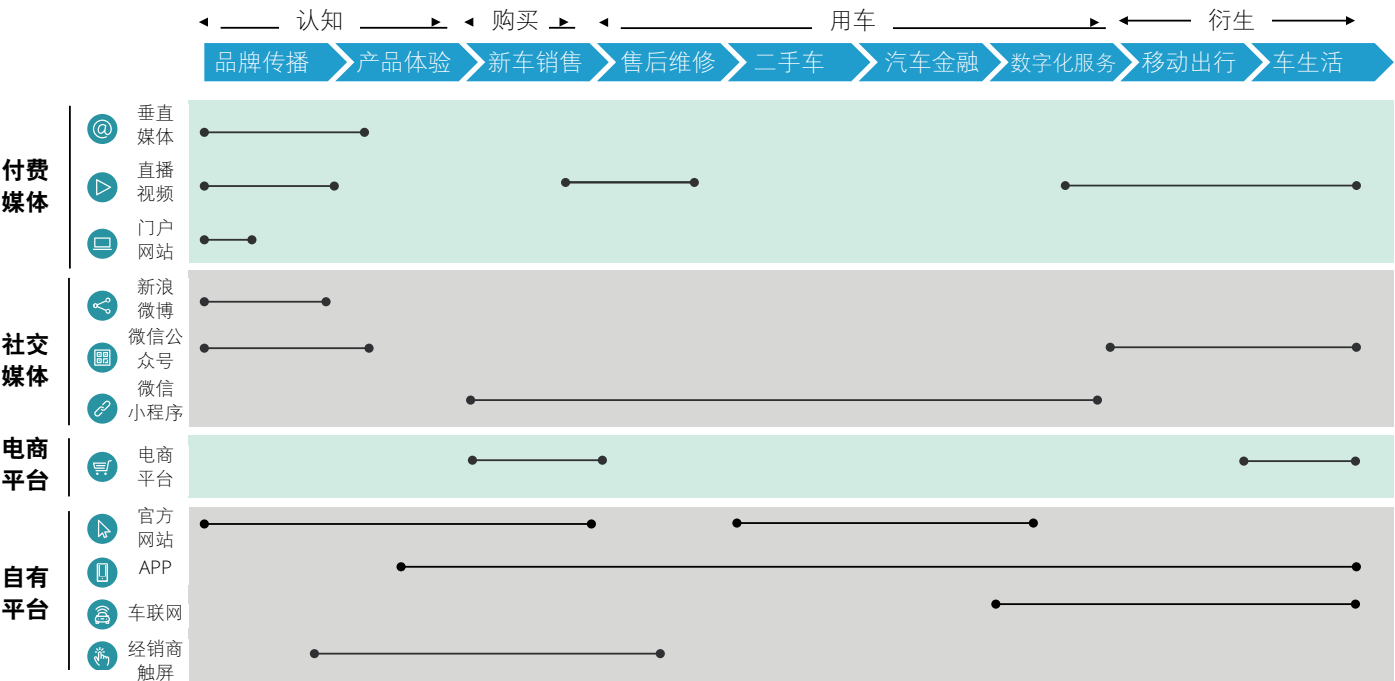 认知
购买
用车
衍生
品牌传播
产品体验
新车销售
售后维修
二手车
汽车金融
数字化服务
移动出行
车生活
付费
媒体
垂直
媒体
直播
视频
门户
网站
社交
媒体
新浪
微博
微信公
众号
微信
小程序
电商
平台
电商
平台
自有
平台
官方
网站
APP
车联网
经销商
触屏